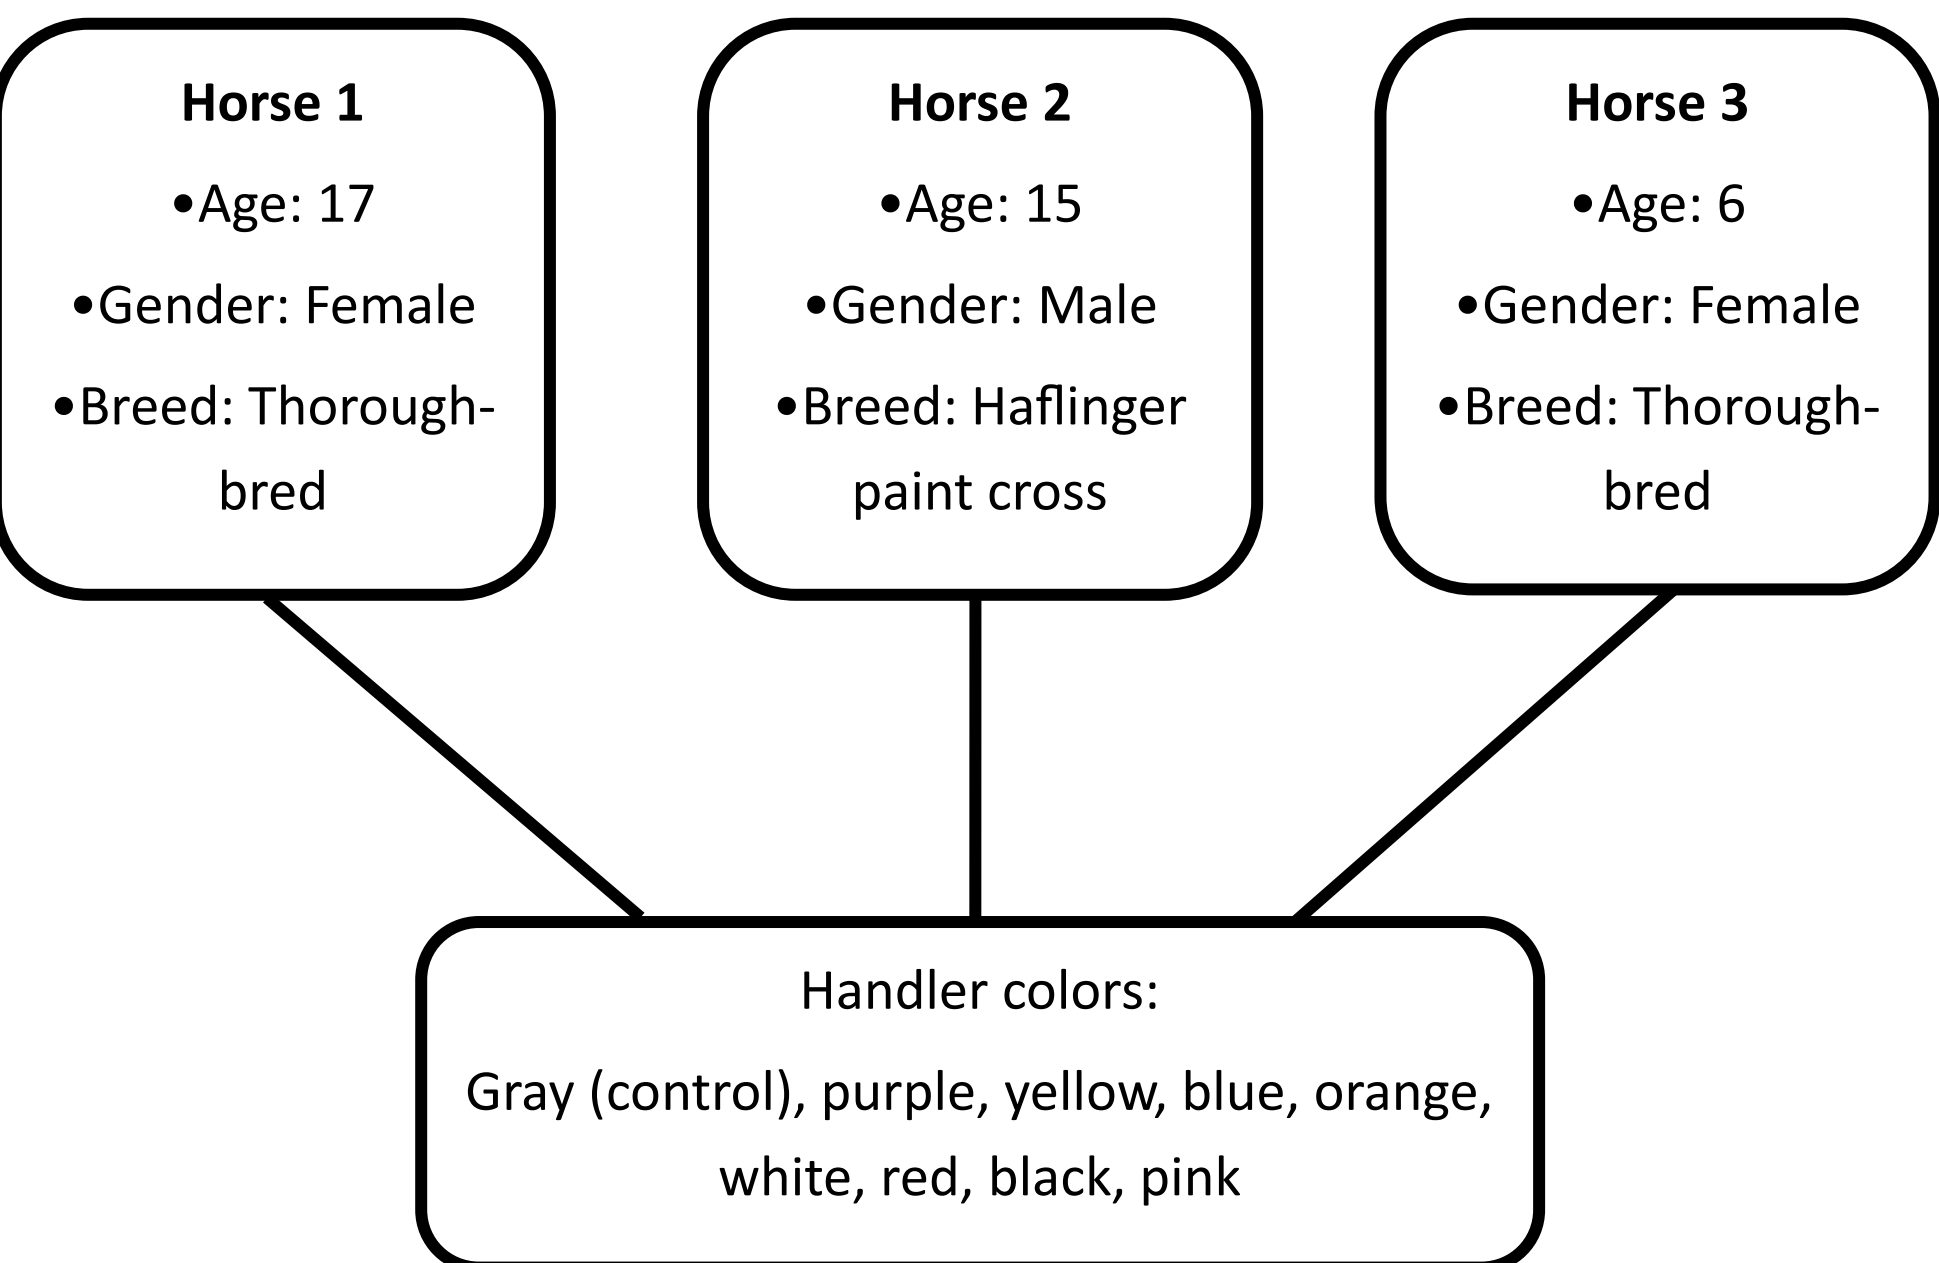 Horse 1
•Age: 17
•Gender: Female
•Breed: Thorough-
bred
Horse 2
•Age: 15
•Gender: Male
•Breed: Haflinger
paint cross
Horse 3
•Age: 6
•Gender: Female
•Breed: Thorough-
bred
Handler colors:
Gray (control), purple, yellow, blue, orange,
white, red, black, pink